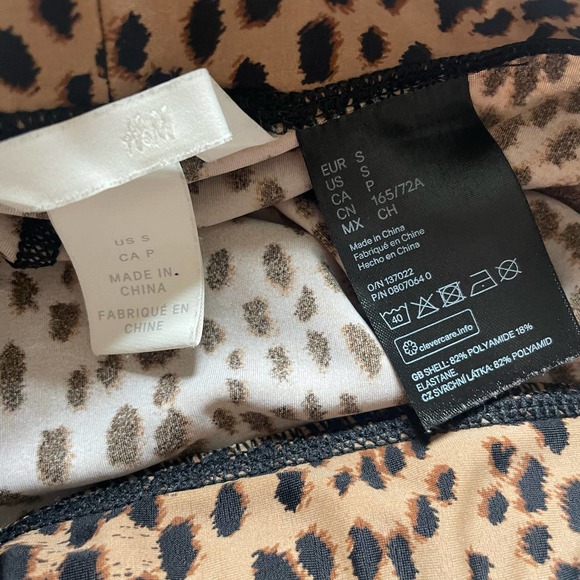 H&M
US S
CA P
MADE IN
CHINA
FABRIQUÉ EN
CHINE
EUR S
US S
CA P
CN 165/72A
MX CH
Made in China
Fabriqué en Chine
Hecho en China
O/N 137022
P/N 0807064 0
40
clevercare.info
GB SHELL: 82% POLYAMIDE 18%
ELASTANE
CZ SVRCHNÍ LÁTKA: 82% POLYAMID